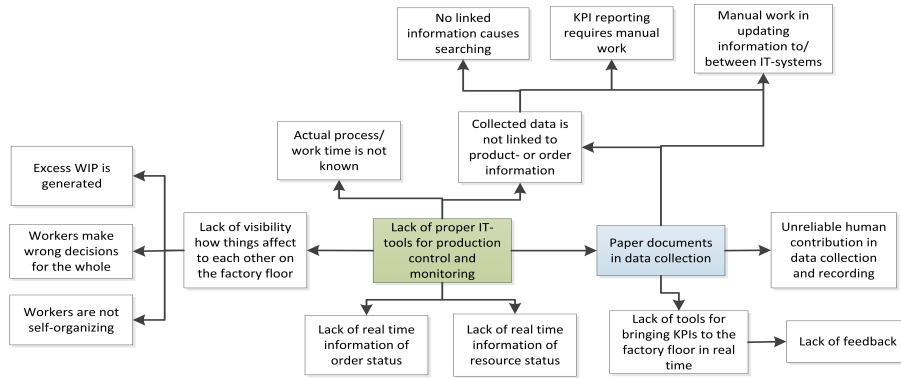 No linked
information causes
searching
KPI reporting
requires manual
work
Manual work in
updating
information to/
between IT-systems
Actual process/
work time is not
known
Collected data is
not linked to
product- or order
information
Excess WIP is
generated
Workers make
wrong decisions
for the whole
Workers are not
self-organizing
Lack of visibility
how things affect
to each other on
the factory floor
Lack of proper IT-
tools for production
control and
monitoring
Paper documents
in data collection
Unreliable human
contribution in
data collection
and recording
Lack of real time
information of
order status
Lack of real time
information of
resource status
Lack of tools for
bringing KPIs to the
factory floor in real
time
Lack of feedback